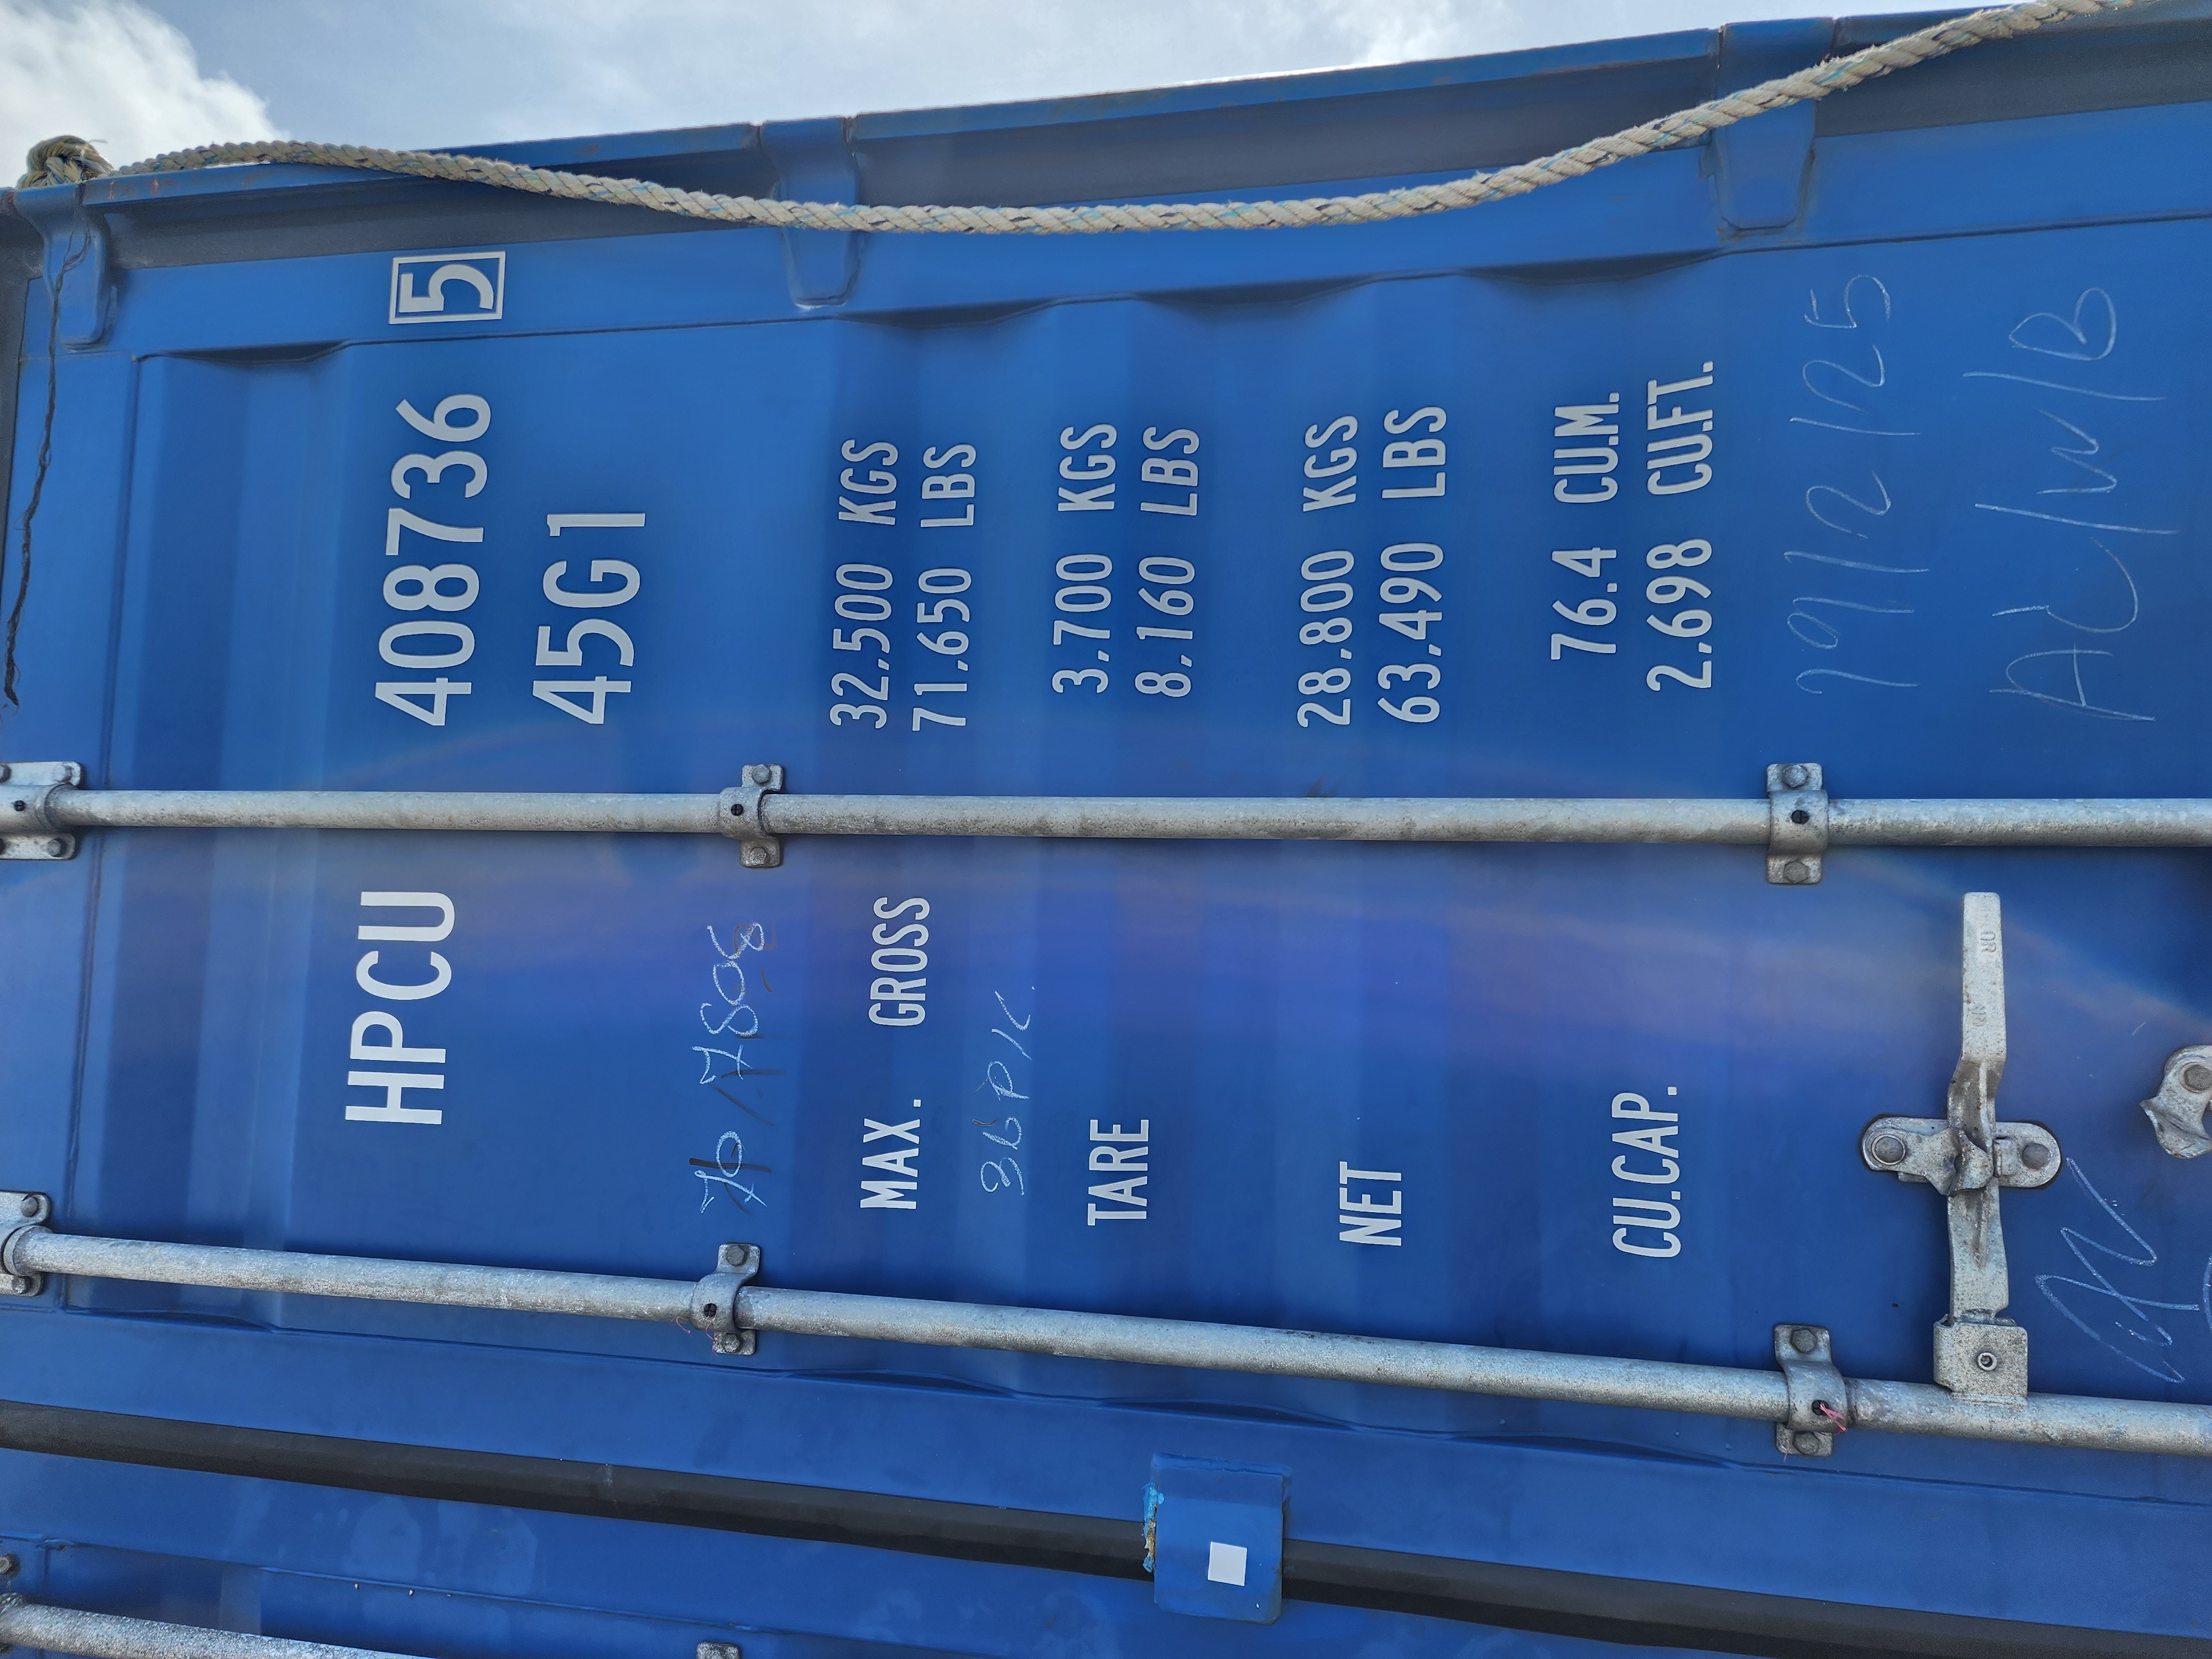 HPCU 408736 5
45G1
MAX. GROSS 32,500 KGS
71,650 LBS
TARE 3,700 KGS
8,160 LBS
NET 28,800 KGS
63,490 LBS
CU.CAP. 76.4 CU.M.
2,698 CU.FT.